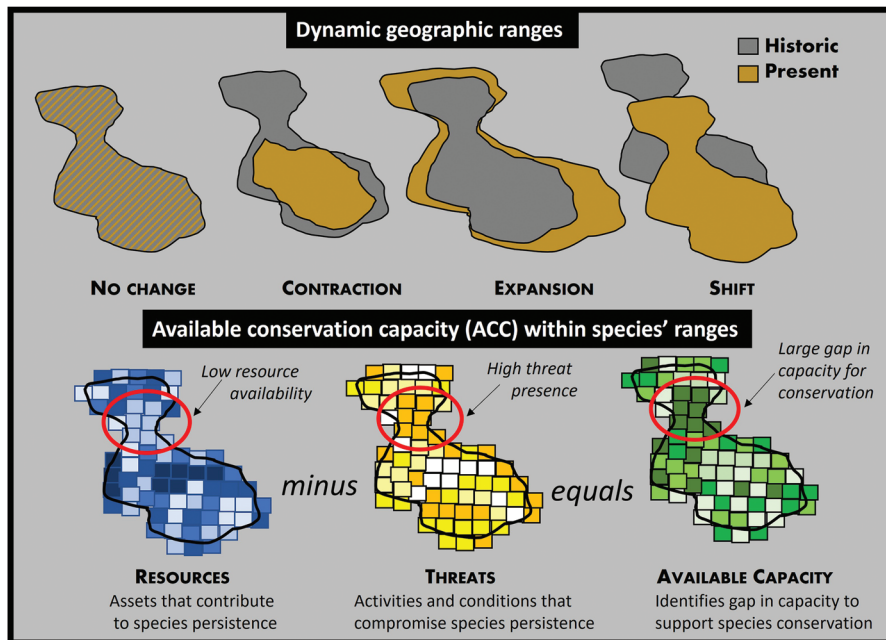 Dynamic geographic ranges
Historic
Present
NO CHANGE
CONTRACTION
EXPANSION
SHIFT
Available conservation capacity (ACC) within species' ranges
Low resource
availability
High threat
presence
Large gap in
capacity for
conservation
minus
equals
RESOURCES
Assets that contribute
to species persistence
THREATS
Activities and conditions that
compromise species persistence
AVAILABLE CAPACITY
Identifies gap in capacity to
support species conservation